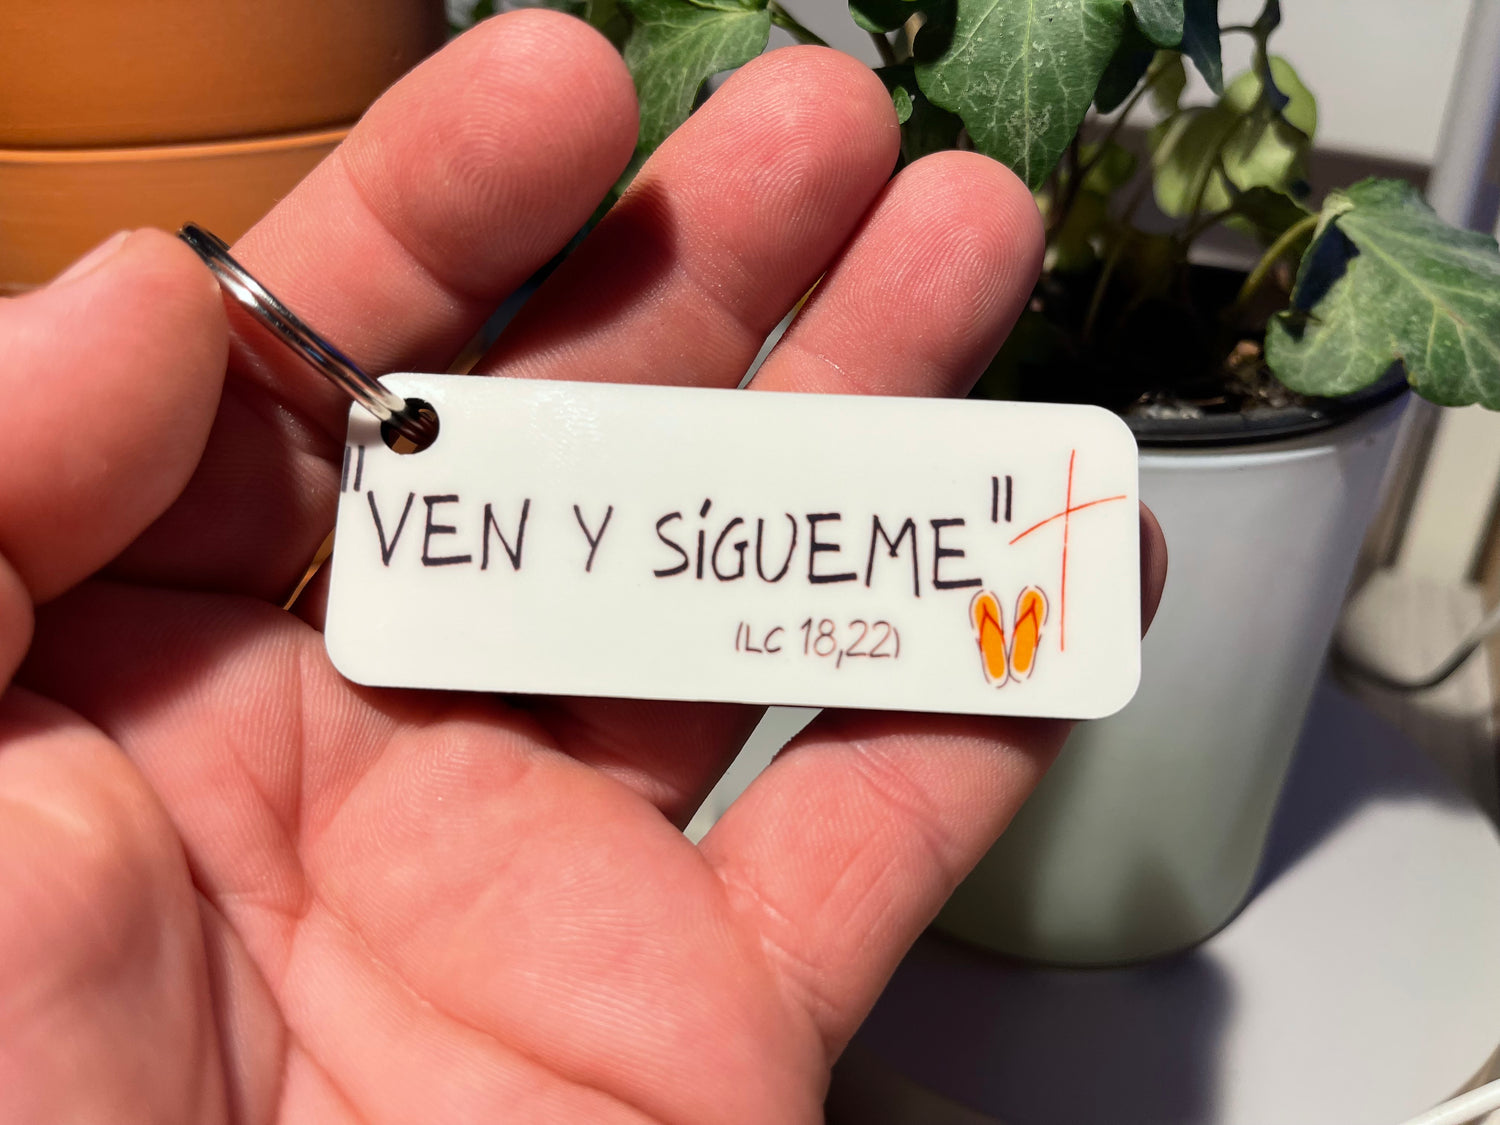 "VEN Y SÍGUEME"
(LC 18,22)